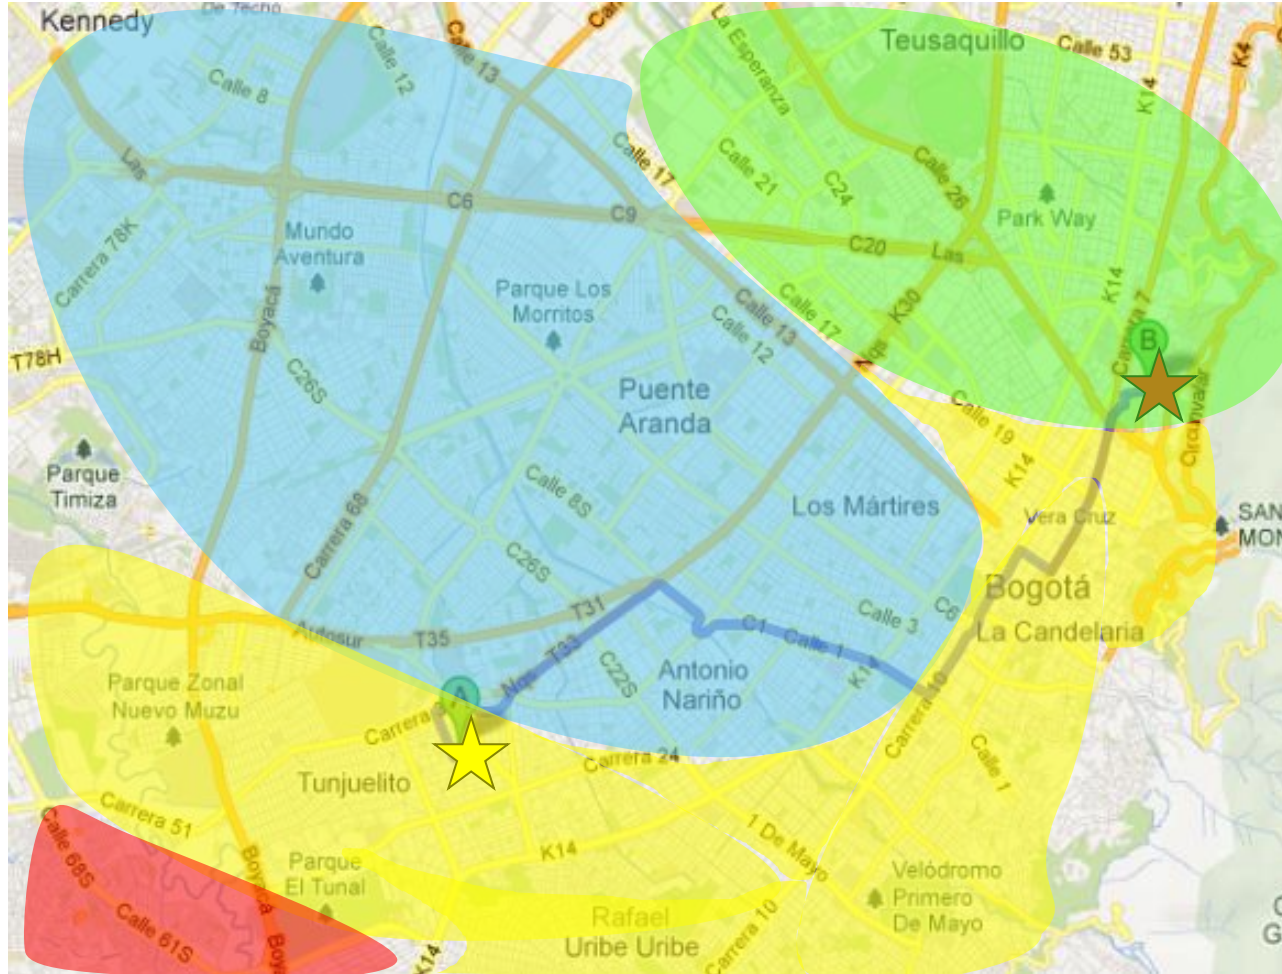 De Techo
Kennedy
Calle 13
Calle 12
Calle 8
La Esperanza
Teusaquillo
Calle 53
K4
K14
Calle 17
Calle 21
C24
Calle 26
Park Way
Las
C6
C9
C20
Las
Carrera 78K
Mundo
Aventura
Boyacá
Parque Los
Morritos
Calle 13
Calle 12
Calle 17
K30
Nqs
K14
Carrera 7
B
T78H
C26S
Puente
Aranda
Calle 19
K14
Circunvalar
Parque
Timiza
Calle 8S
Los Mártires
Vera Cruz
SAN
MON
Carrera 68
C26S
Bogotá
La Candelaria
T31
T35
Autosur
C1
Calle 1
Calle 3
C6
T33
Nqs
C22S
Antonio
Nariño
Parque Zonal
Nuevo Muzu
A
Carrera 10
Calle 1
Carrera 24
Tunjuelito
Carrera 51
Calle 68S
Boyacá
Parque
El Tunal
K14
1 De Mayo
Velódromo
Primero
De Mayo
Rafael
Uribe Uribe
Carrera 10
Calle 61S
K14